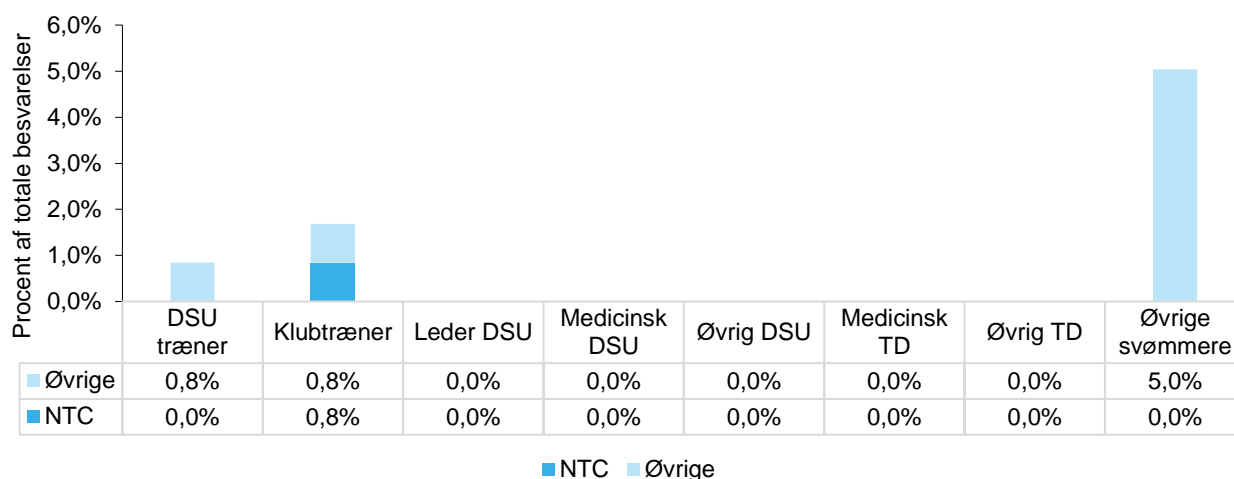 Procent af totale besvarelser
6,0%
5,0%
4,0%
3,0%
2,0%
1,0%
0,0%
DSU træner
Klubtræner
Leder DSU
Medicinsk DSU
Øvrig DSU
Medicinsk TD
Øvrig TD
Øvrige svømmere
Øvrige 0,8% 0,8% 0,0% 0,0% 0,0% 0,0% 0,0% 5,0%
NTC 0,0% 0,8% 0,0% 0,0% 0,0% 0,0% 0,0% 0,0%
NTC Øvrige